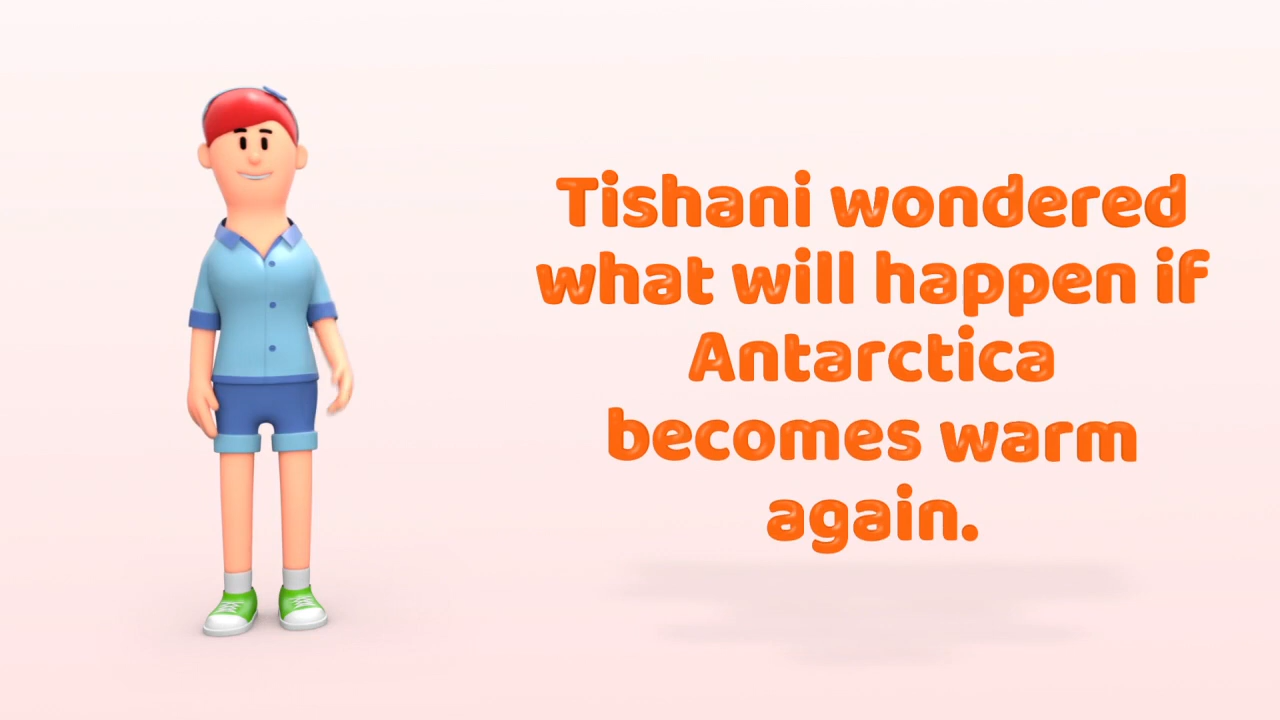 Tishani wondered
what will happen if
Antarctica
becomes warm
again.